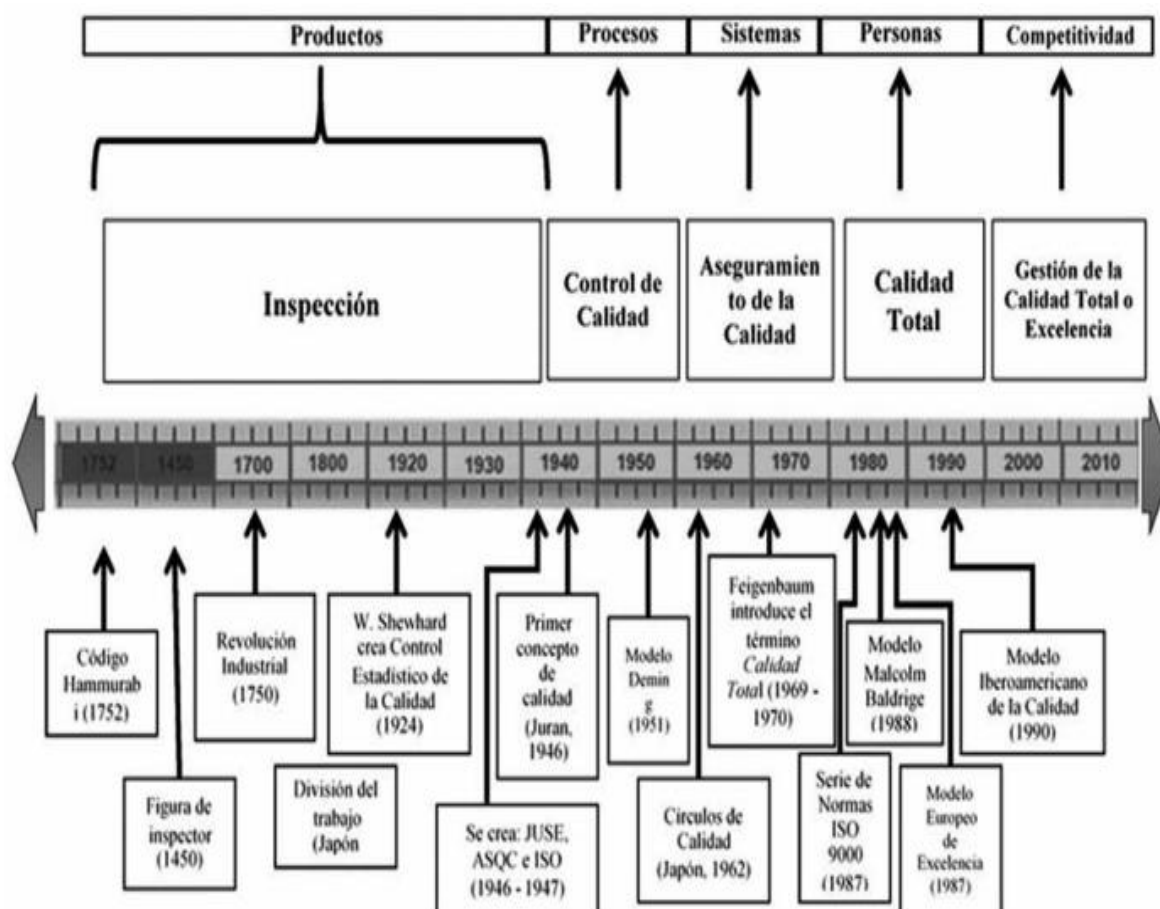 Productos
Procesos
Sistemas
Personas
Competitividad
Inspección
Control de
Calidad
Aseguramien
to de la
Calidad
Calidad
Total
Gestión de la
Calidad Total o
Excelencia
1752
1450
1700
1800
1920
1930
1940
1950
1960
1970
1980
1990
2000
2010
Código
Hammurab
i (1752)
Figura de
inspector
(1450)
Revolución
Industrial
(1750)
División del
trabajo
(Japón
W. Shewhard
crea Control
Estadístico de
la Calidad
(1924)
Se crea: JUSE,
ASQC e ISO
(1946 - 1947)
Primer
concepto
de
calidad
(Juran,
1946)
Modelo
Demin
g
(1951)
Círculos de
Calidad
(Japón, 1962)
Feigenbaum
introduce el
término
Calidad
Total (1969 -
1970)
Serie de
Normas
ISO
9000
(1987)
Modelo
Malcolm
Baldrige
(1988)
Modelo
Europeo
de
Excelencia
(1987)
Modelo
Iberoamericano
de la Calidad
(1990)